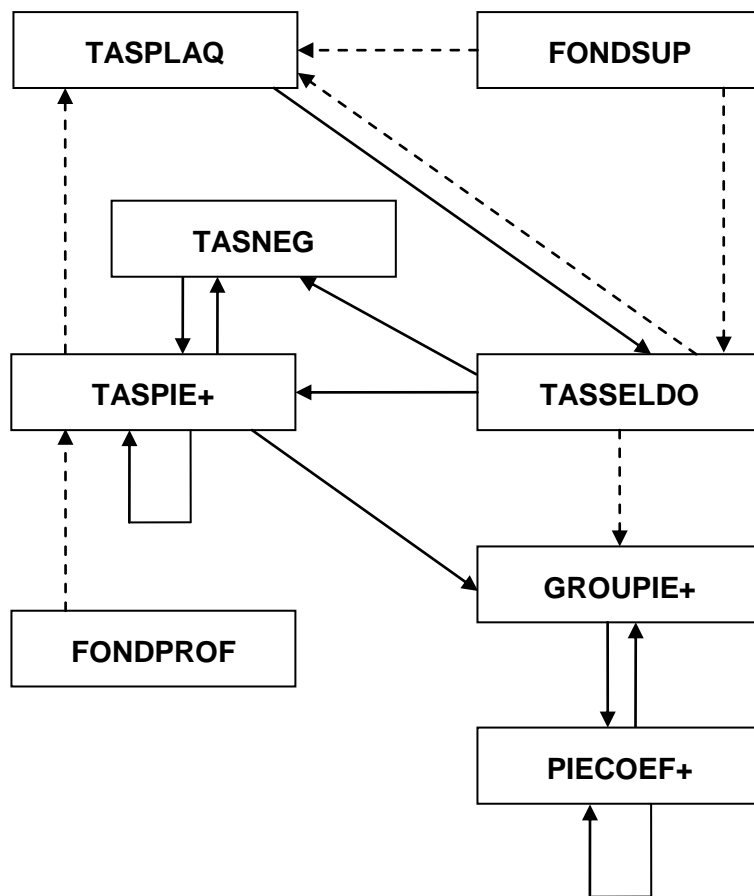 TASPLAQ
FONDSUP
TASNEG
TASPIE+
TASSELDO
GROUPIE+
FONDPROF
PIECOEF+